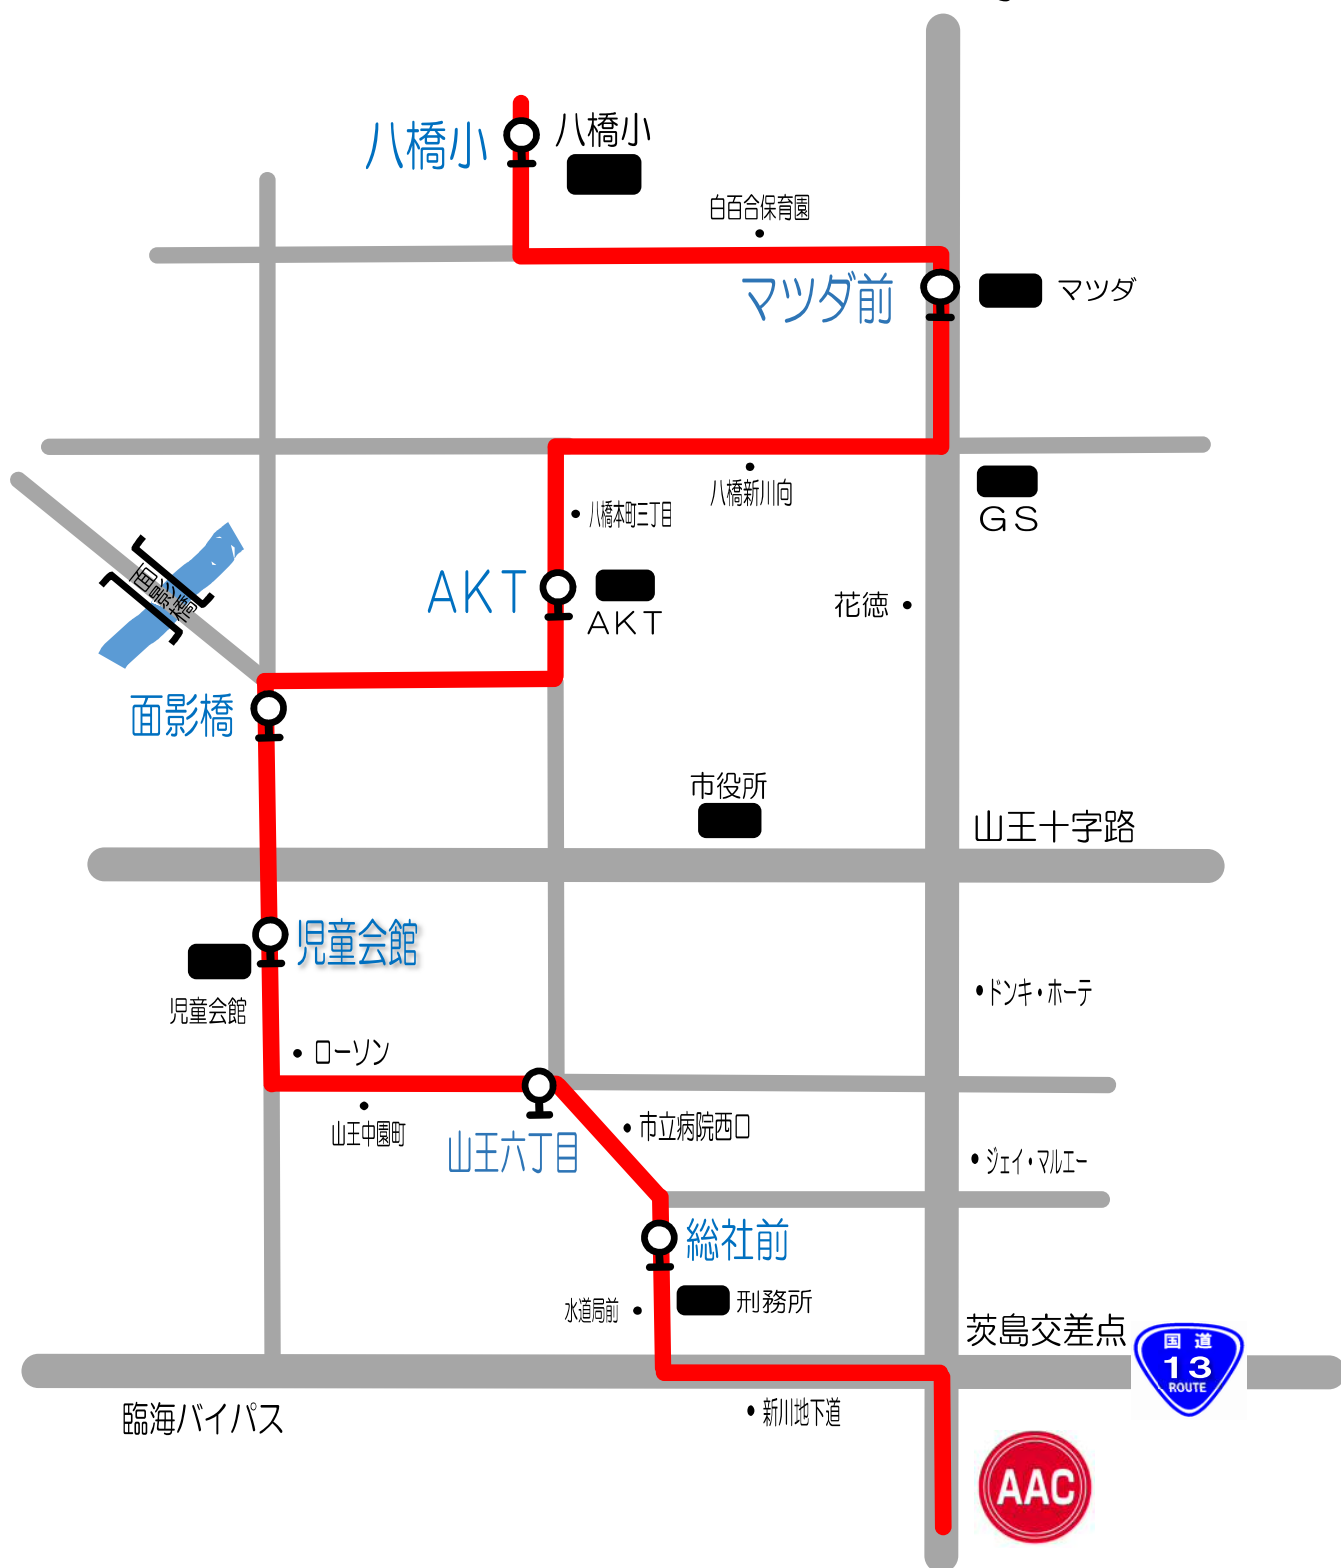 八橋小
八橋小
白百合保育園
マツダ前
マツダ
八橋新川向
八橋本町三丁目
GS
AKT
AKT
花徳
面影橋
面影橋
市役所
山王十字路
児童会館
児童会館
ドンキ・ホーテ
ローソン
山王中園町
市立病院西口
山王六丁目
ジェイ・マルエー
総社前
水道局前
刑務所
茨島交差点
国道
13
ROUTE
臨海バイパス
新川地下道
AAC